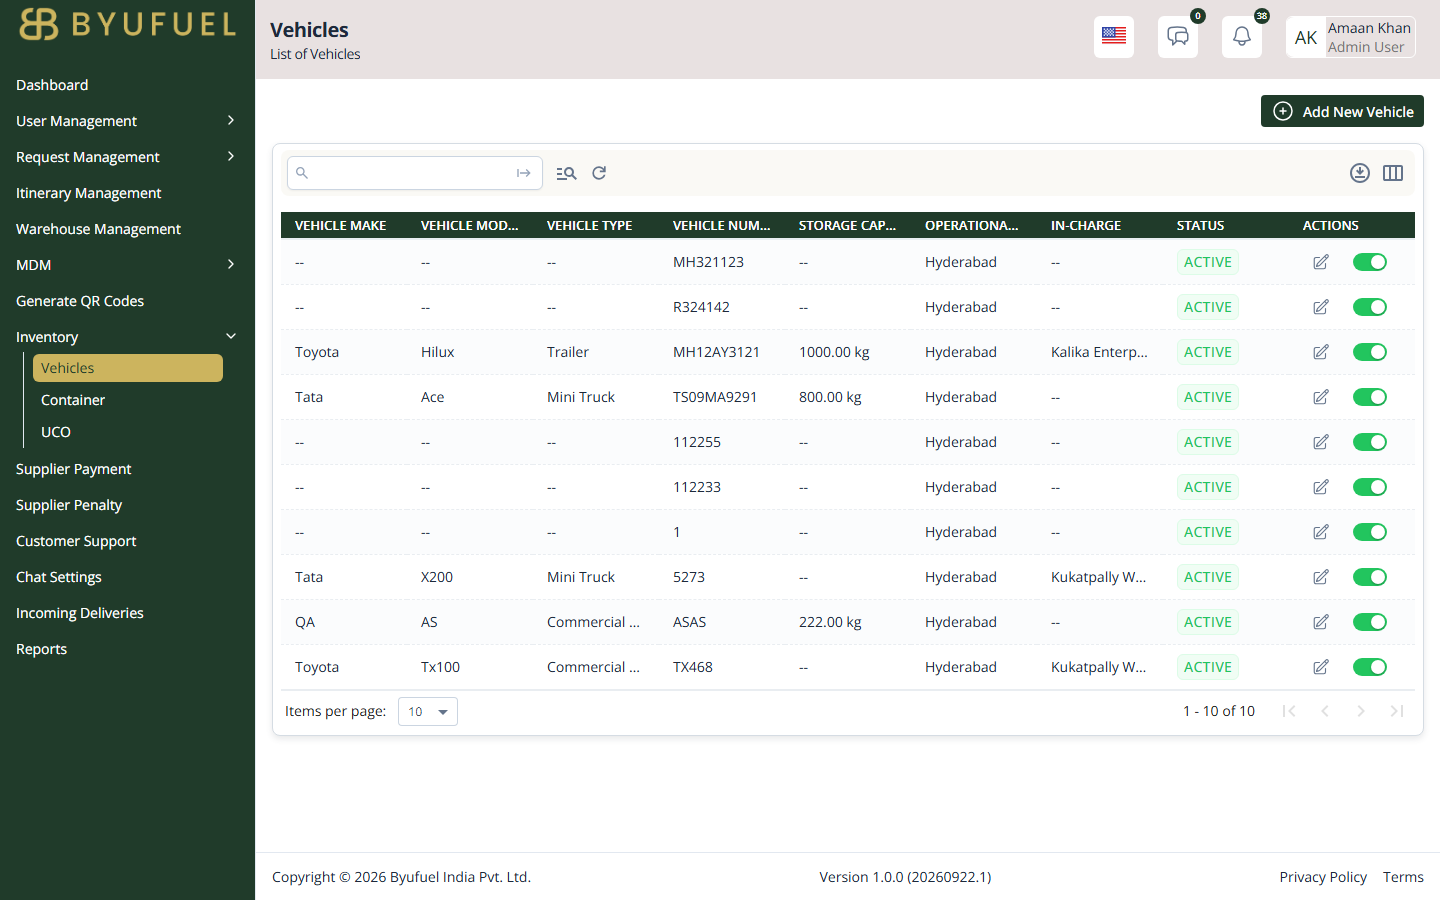 BYUFUEL
Dashboard
User Management
Request Management
Itinerary Management
Warehouse Management
MDM
Generate QR Codes
Inventory
Vehicles
Container
UCO
Supplier Payment
Supplier Penalty
Customer Support
Chat Settings
Incoming Deliveries
Reports
Vehicles
List of Vehicles
0
38
AK
Amaan Khan
Admin User
Add New Vehicle
VEHICLE MAKE VEHICLE MOD... VEHICLE TYPE VEHICLE NUM... STORAGE CAP... OPERATIONA... IN-CHARGE STATUS ACTIONS
-- -- -- MH321123 -- Hyderabad -- ACTIVE
-- -- -- R324142 -- Hyderabad -- ACTIVE
Toyota Hilux Trailer MH12AY3121 1000.00 kg Hyderabad Kalika Enterp... ACTIVE
Tata Ace Mini Truck TS09MA9291 800.00 kg Hyderabad -- ACTIVE
-- -- -- 112255 -- Hyderabad -- ACTIVE
-- -- -- 112233 -- Hyderabad -- ACTIVE
-- -- -- 1 -- Hyderabad -- ACTIVE
Tata X200 Mini Truck 5273 -- Hyderabad Kukatpally W... ACTIVE
QA AS Commercial ... ASAS 222.00 kg Hyderabad -- ACTIVE
Toyota Tx100 Commercial ... TX468 -- Hyderabad Kukatpally W... ACTIVE
Items per page: 10 1 - 10 of 10
Copyright © 2026 Byufuel India Pvt. Ltd. Version 1.0.0 (20260922.1) Privacy Policy Terms